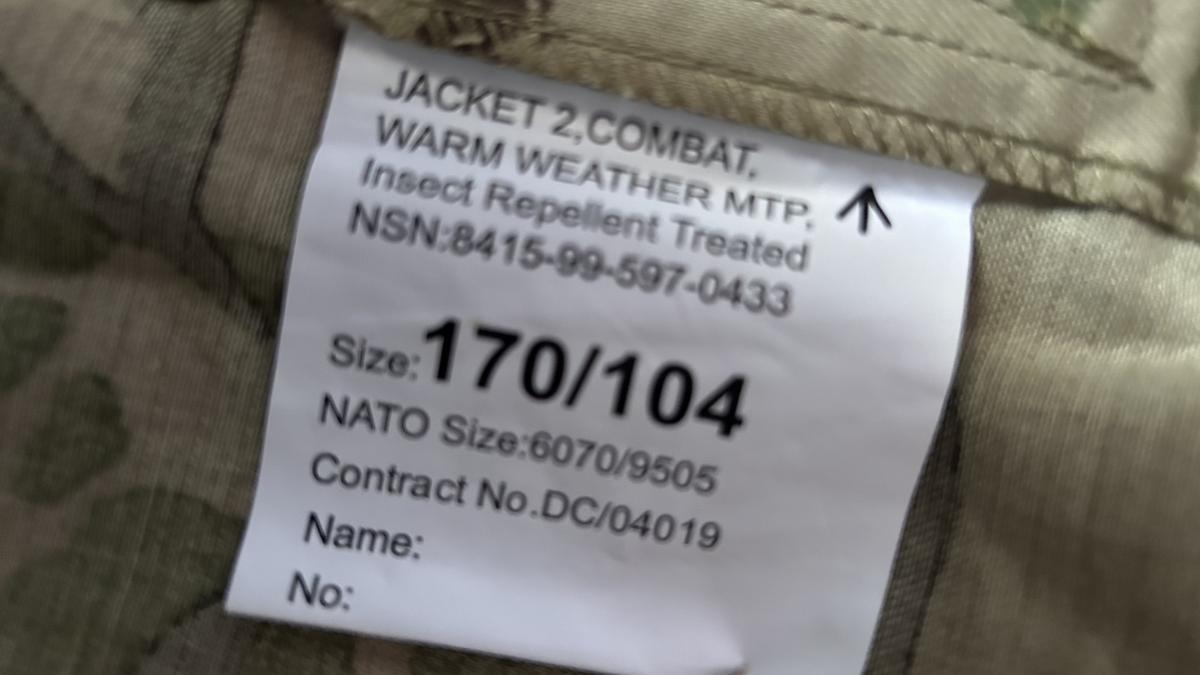 JACKET 2,COMBAT,
WARM WEATHER MTP,
Insect Repellent Treated
NSN:8415-99-597-0433
Size:170/104
NATO Size:6070/9505
Contract No.DC/04019
Name:
No: